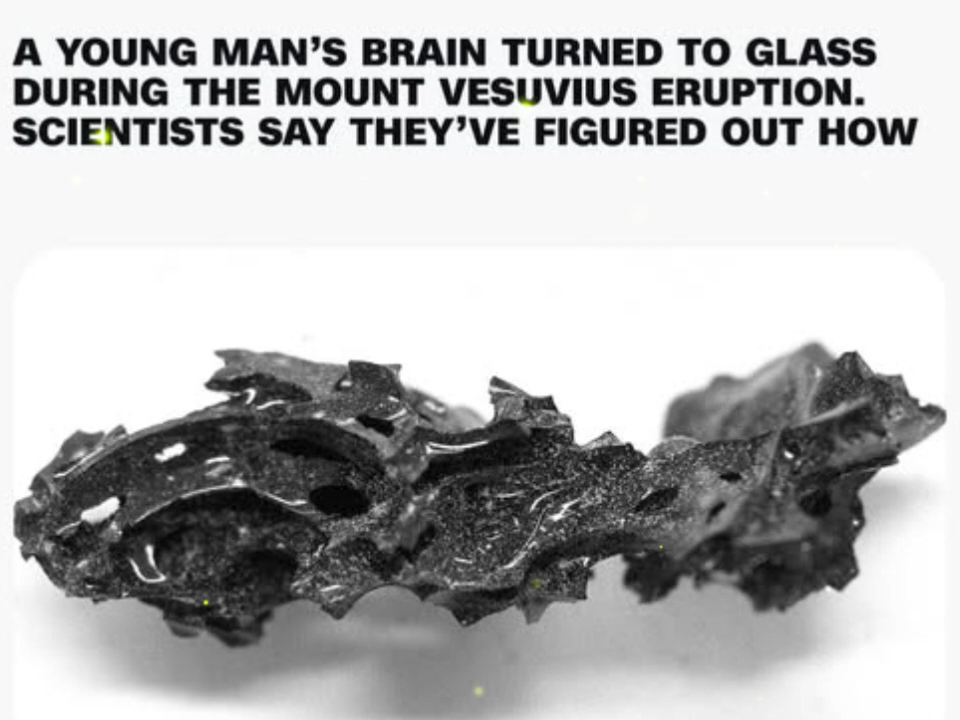 A YOUNG MAN'S BRAIN TURNED TO GLASS
DURING THE MOUNT VESUVIUS ERUPTION.
SCIENTISTS SAY THEY'VE FIGURED OUT HOW